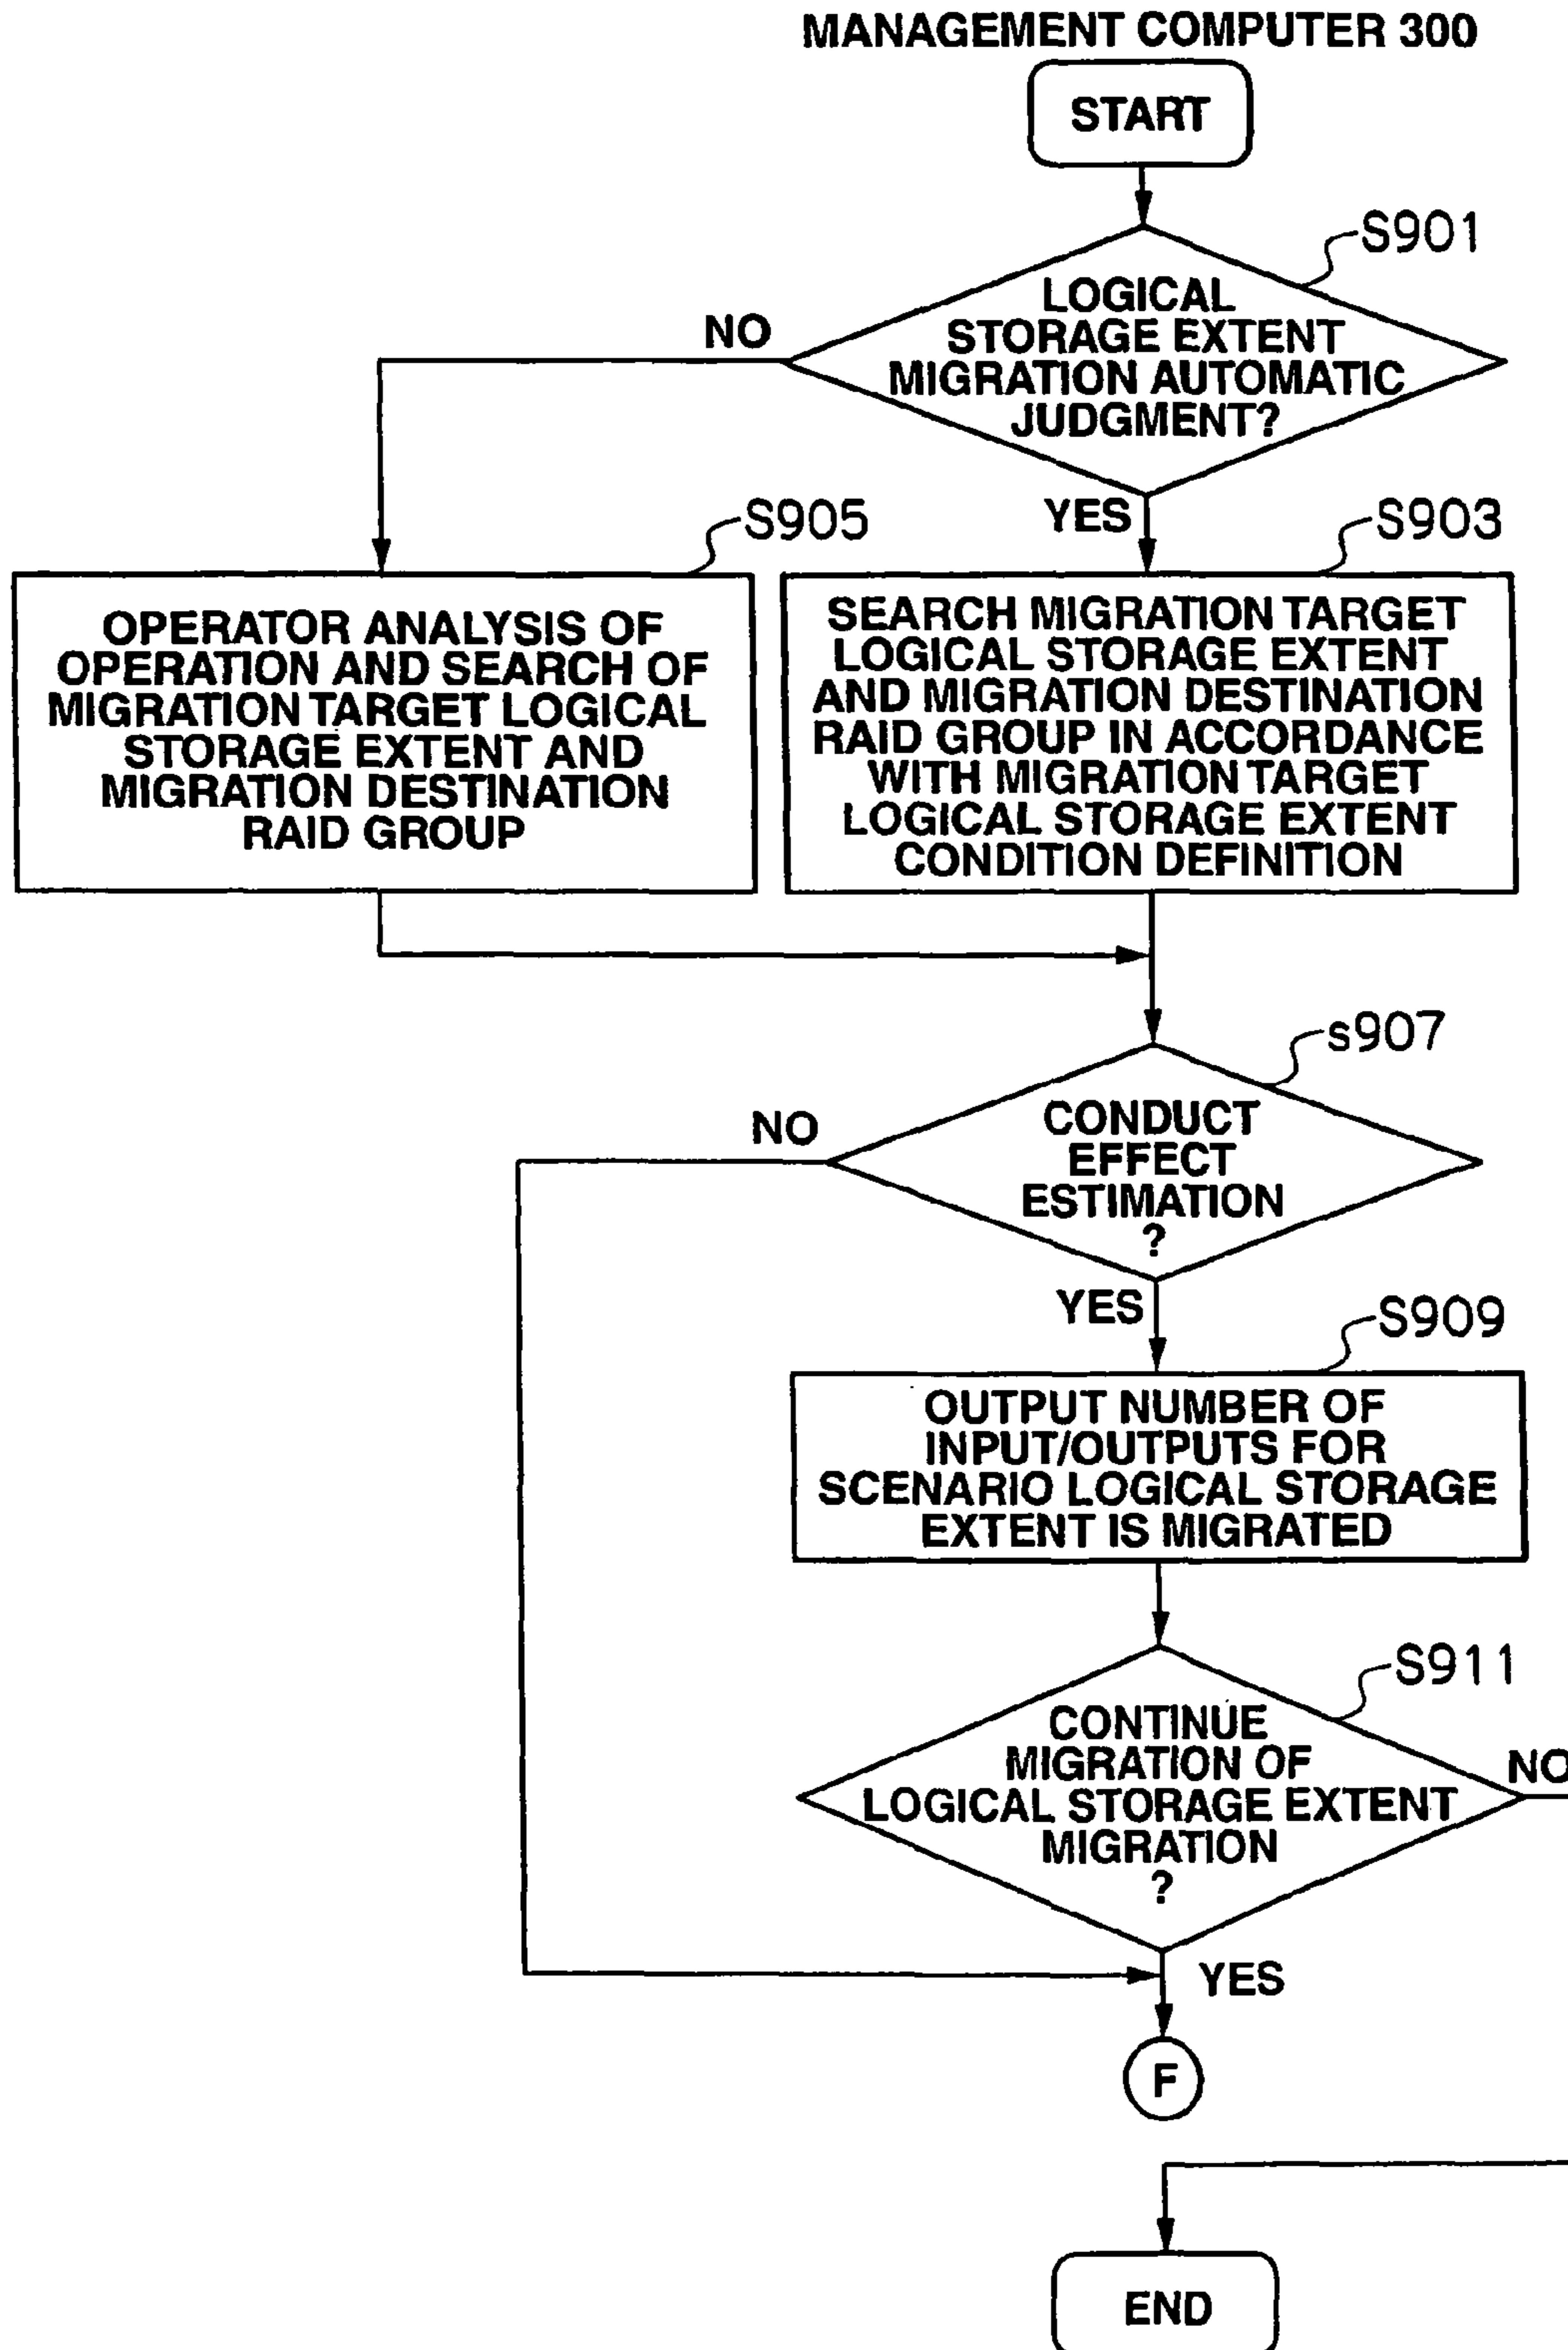 MANAGEMENT COMPUTER 300
START
S901
LOGICAL
STORAGE EXTENT
MIGRATION AUTOMATIC
JUDGMENT?
NO
YES
S905
S903
OPERATOR ANALYSIS OF
OPERATION AND SEARCH OF
MIGRATION TARGET LOGICAL
STORAGE EXTENT AND
MIGRATION DESTINATION
RAID GROUP
SEARCH MIGRATION TARGET
LOGICAL STORAGE EXTENT
AND MIGRATION DESTINATION
RAID GROUP IN ACCORDANCE
WITH MIGRATION TARGET
LOGICAL STORAGE EXTENT
CONDITION DEFINITION
s907
NO
CONDUCT
EFFECT
ESTIMATION
?
YES
S909
OUTPUT NUMBER OF
INPUT/OUTPUTS FOR
SCENARIO LOGICAL STORAGE
EXTENT IS MIGRATED
S911
CONTINUE
MIGRATION OF
LOGICAL STORAGE EXTENT
MIGRATION
?
NO
YES
F
END